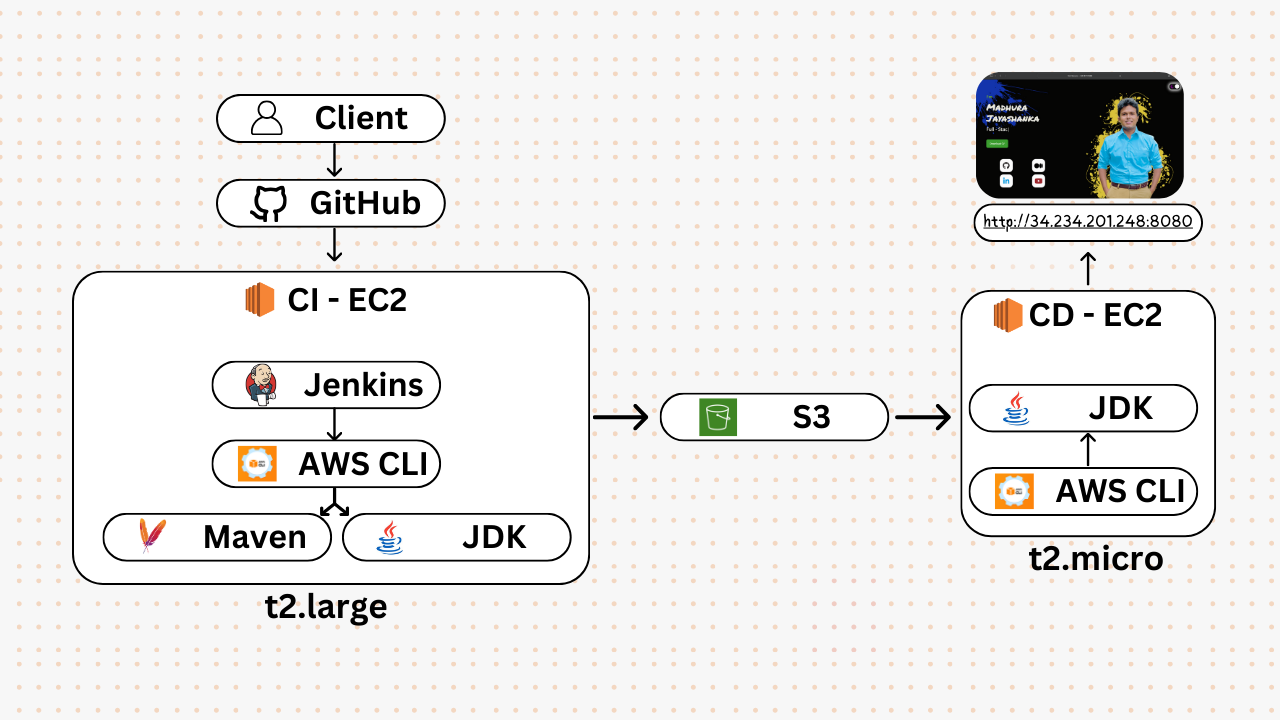 Client
GitHub
CI - EC2
Jenkins
AWS CLI
Maven
JDK
t2.large
S3
Madhura
Jayashanka
Full - Stac|
http://34.234.201.248:8080
CD - EC2
JDK
AWS CLI
t2.micro